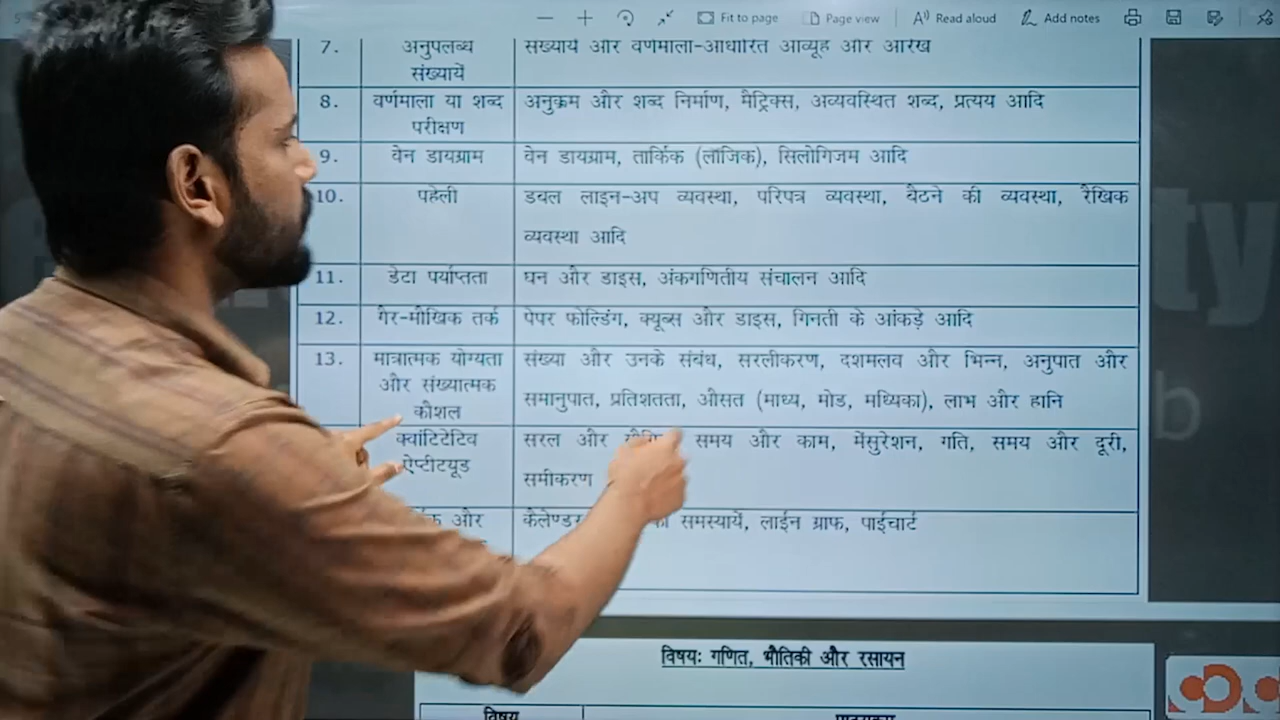 Fit to page
Page view
Read aloud
Add notes
7. अनुपलब्ध संख्यायें और वर्णमाला-आधारित आव्यूह और आरेख
संख्यायें
8. वर्णमाला या शब्द अनुक्रम और शब्द निर्माण, मैट्रिक्स, अव्यवस्थित शब्द, प्रत्यय आदि
परीक्षण
9. वेन डायग्राम वेन डायग्राम, तार्किक (लॉजिक), सिलोगिजम आदि
10. पहेली डबल लाइन-अप व्यवस्था, परिपत्र व्यवस्था, बैठने की व्यवस्था, रैखिक
व्यवस्था आदि
11. डेटा पर्याप्तता घन और डाइस, अंकगणितीय संचालन आदि
12. गैर-मौखिक तर्क पेपर फोल्डिंग, क्यूब्स और डाइस, गिनती के आंकड़े आदि
13. मात्रात्मक योग्यता संख्या और उनके संबंध, सरलीकरण, दशमलव और भिन्न, अनुपात और
और संख्यात्मक
समानुपात, प्रतिशतता, औसत (माध्य, मोड, मध्यिका), लाभ और हानि
कौशल
क्वांटिटेटिव सरल और समय और काम, मेंसुरेशन, गति, समय और दूरी,
ऐप्टीटयूड समीकरण
और कैलेण्डर समस्यायें, लाईन ग्राफ, पाईचार्ट
विषयः गणित, भौतिकी और रसायन
विषय
ty
b